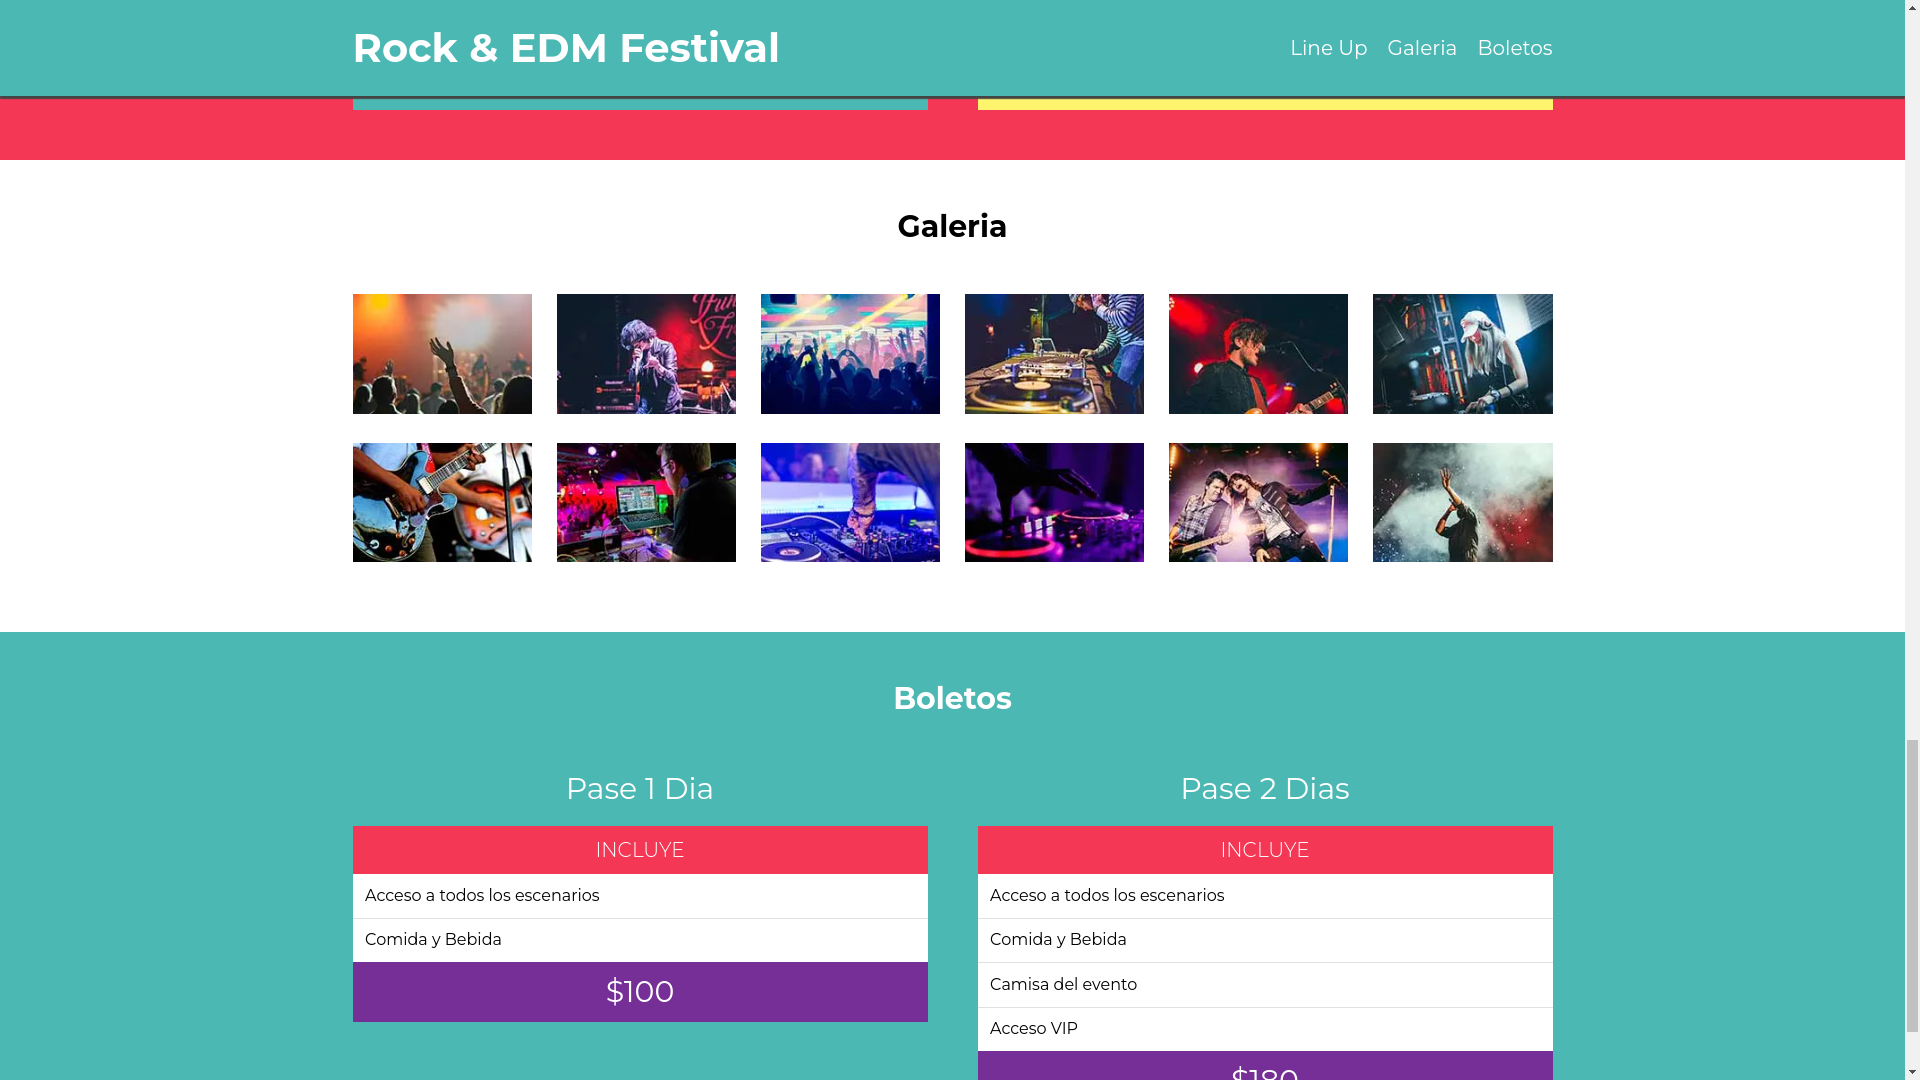 Rock & EDM Festival
Line Up Galeria Boletos
Galeria
Boletos
Pase 1 Dia
INCLUYE
Acceso a todos los escenarios
Comida y Bebida
$100
Pase 2 Dias
INCLUYE
Acceso a todos los escenarios
Comida y Bebida
Camisa del evento
Acceso VIP
$180